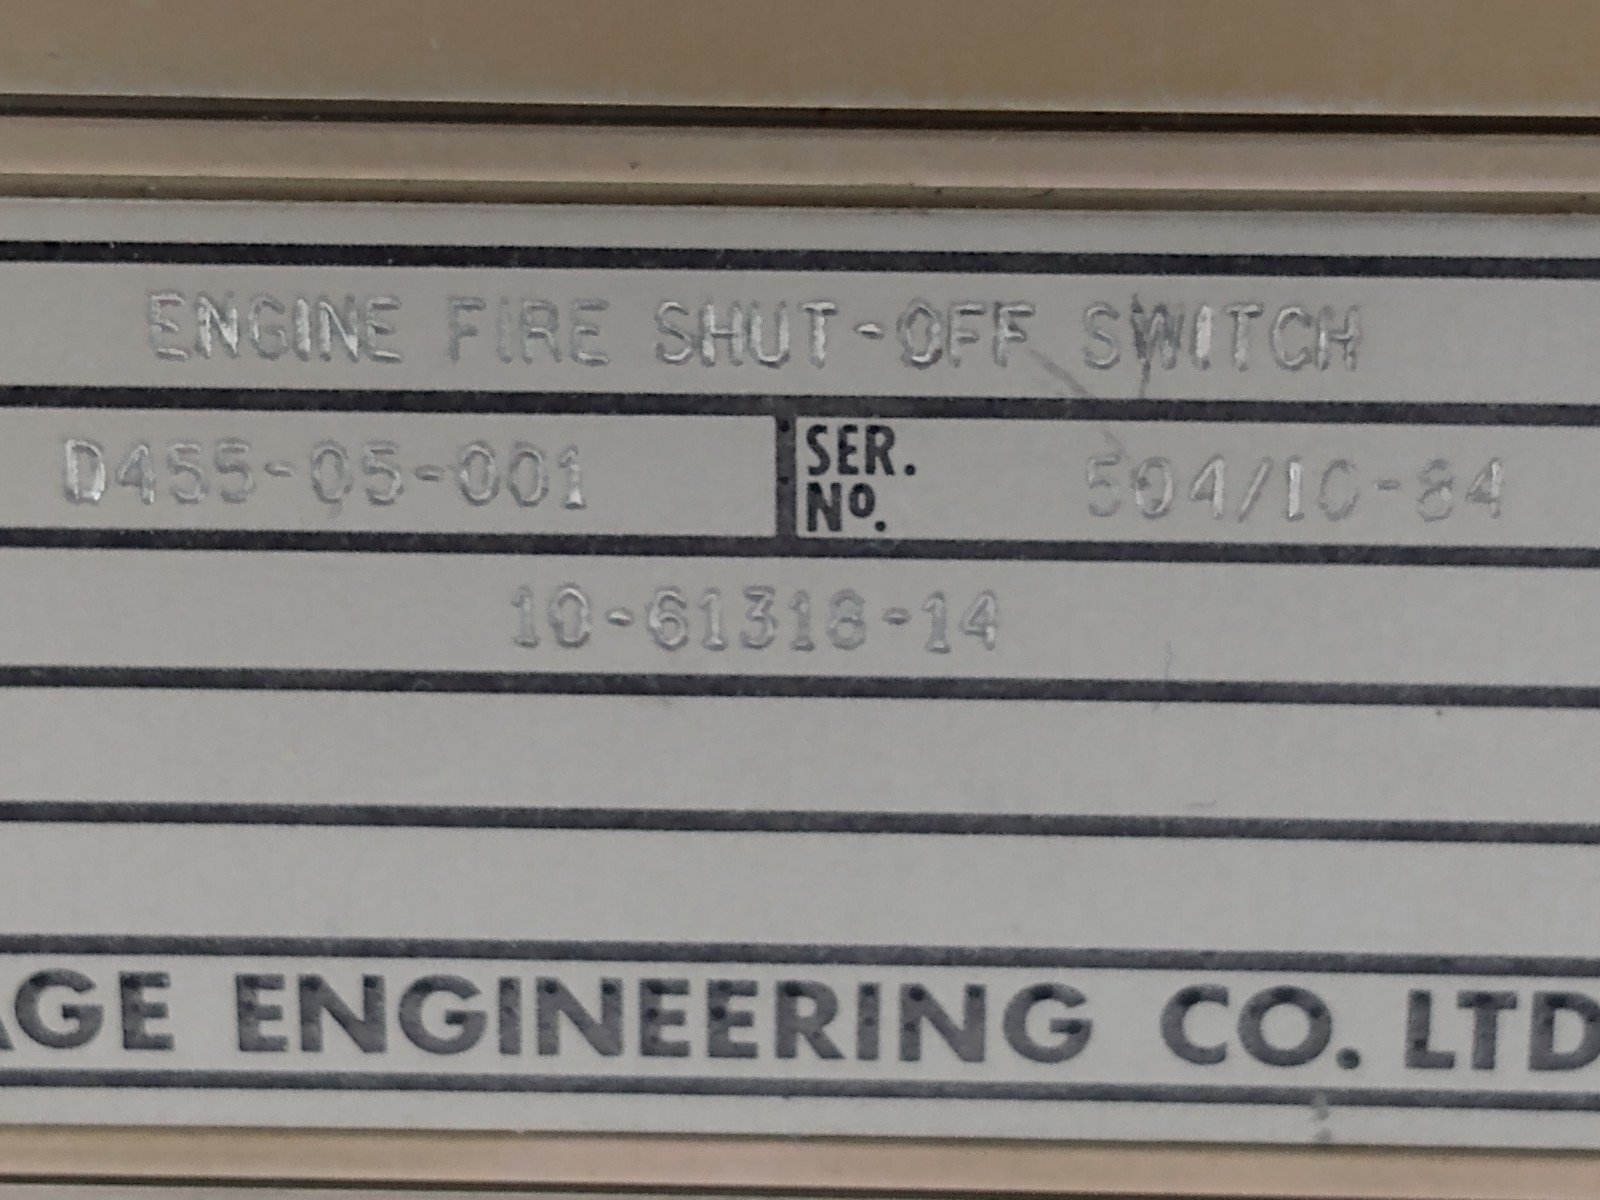 ENGINE FIRE SHUT-OFF SWITCH
D455-05-001 SER. No. 504/10-84
10-61318-14
AGE ENGINEERING CO. LTD